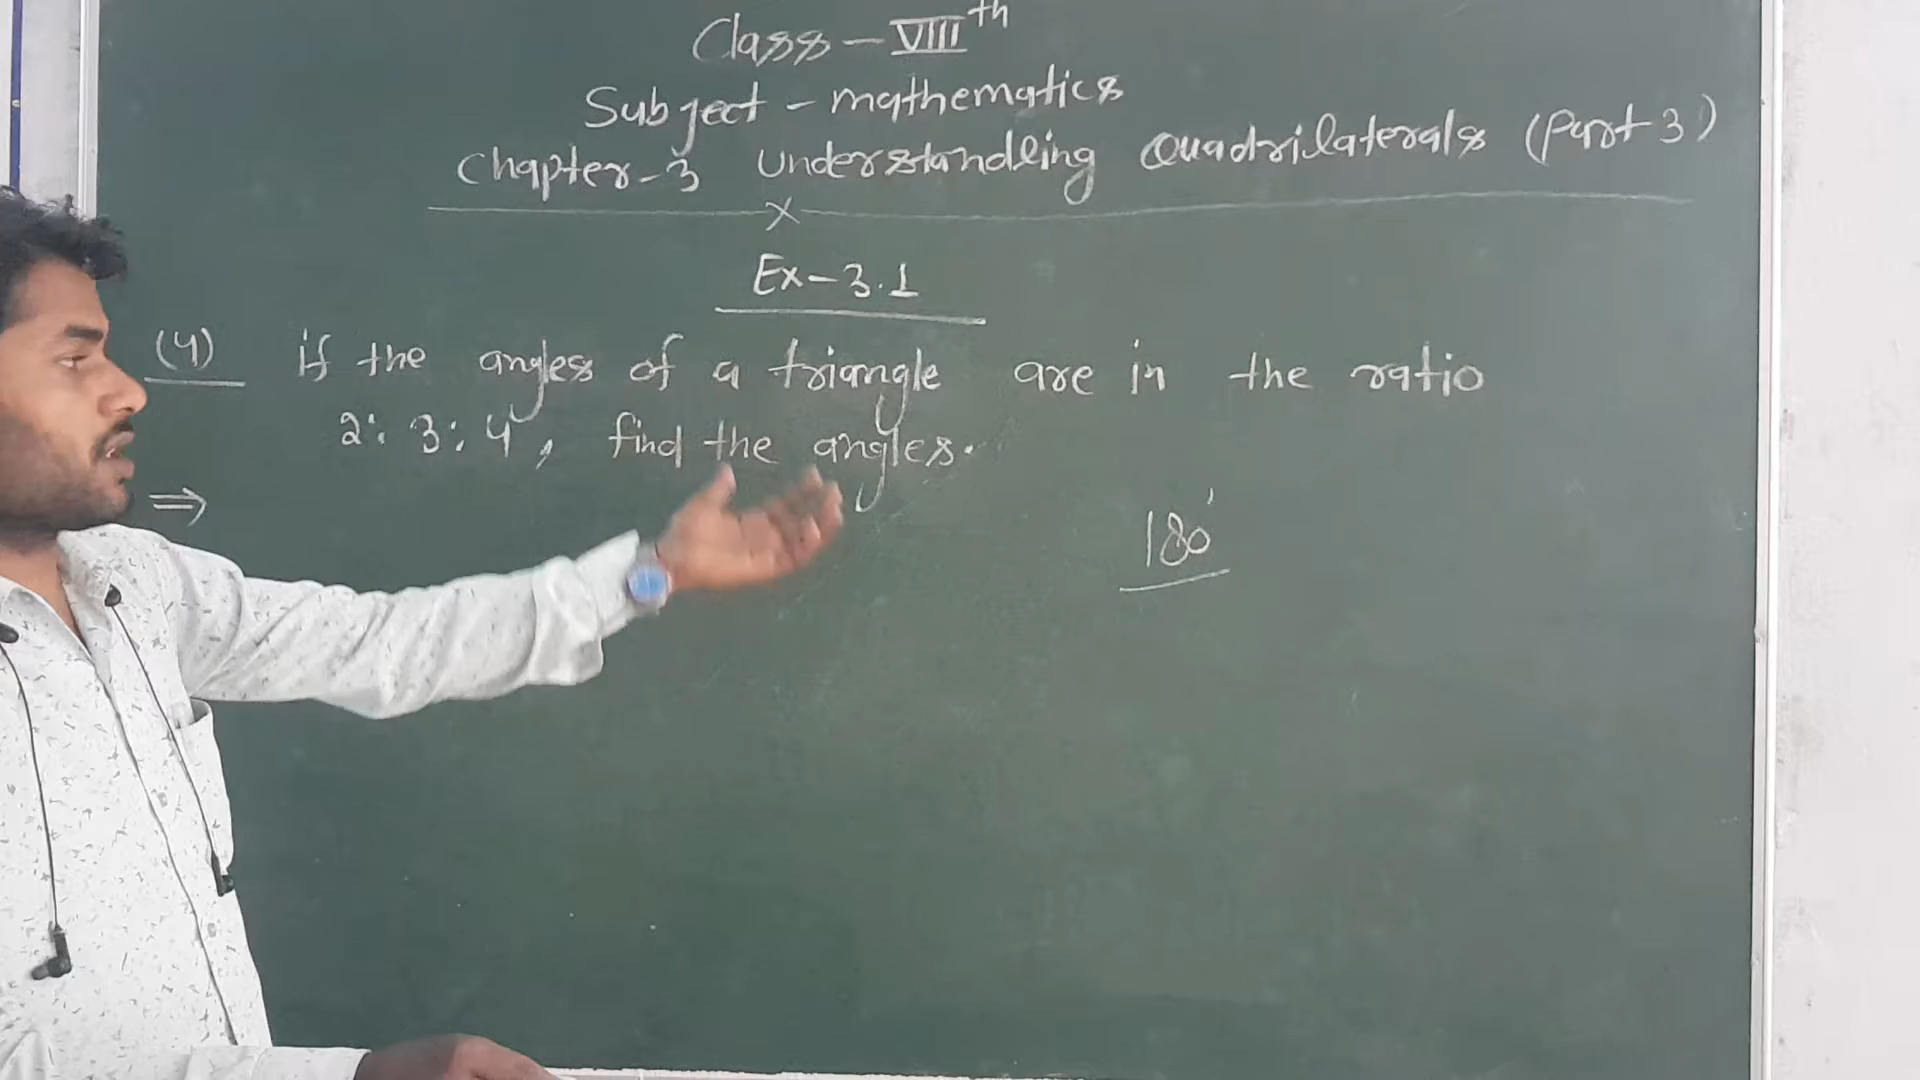 Class - VIIIth
Subject - mathematics
Chapter-3 Understanding Quadrilaterals (Part 3)
x
Ex-3.1
(4) if the angles of a triangle are in the ratio
2:3:4, find the angles.
⇒
180